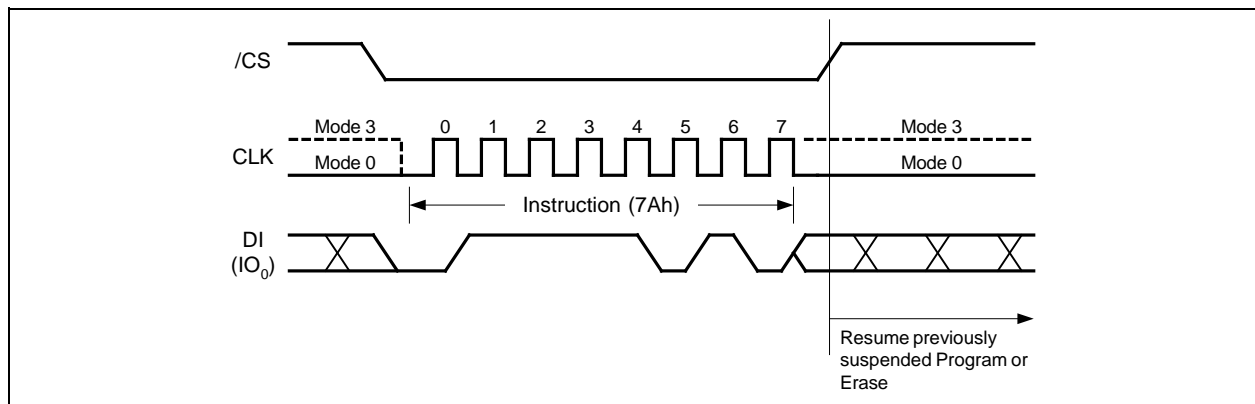 /CS
Mode 3
0 1 2 3 4 5 6 7
Mode 3
CLK
Mode 0
Mode 0
Instruction (7Ah)
DI
(IO0)
Resume previously
suspended Program or
Erase